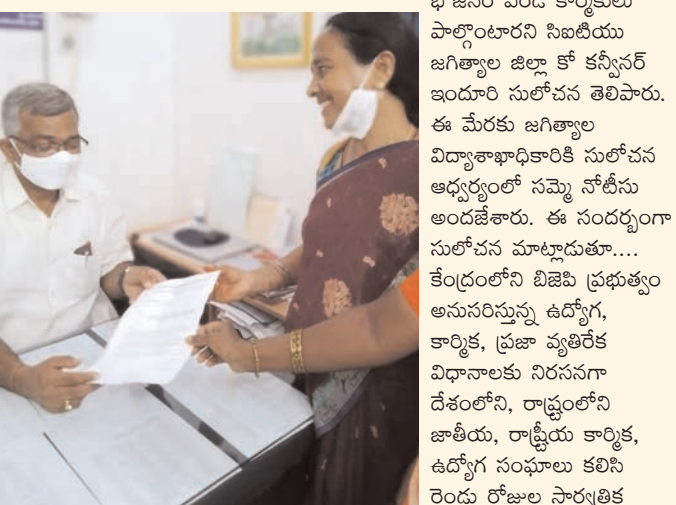 భోజనం వండే కార్మికులు
పాల్గొంటారని సిఐటియు
జగిత్యాల జిల్లా కో కన్వీనర్
ఇందూరి సులోచన తెలిపారు.
ఈ మేరకు జగిత్యాల
విద్యాశాఖాధికారికి సులోచన
ఆధ్వర్యంలో సమ్మె నోటీసు
అందజేశారు. ఈ సందర్భంగా
సులోచన మాట్లాడుతూ....
కేంద్రంలోని బిజెపి ప్రభుత్వం
అనుసరిస్తున్న ఉద్యోగ,
కార్మిక, ప్రజా వ్యతిరేక
విధానాలకు నిరసనగా
దేశంలోని, రాష్ట్రంలోని
జాతీయ, రాష్ట్రీయ కార్మిక,
ఉద్యోగ సంఘాలు కలిసి
రెండు రోజుల సార్వత్రిక